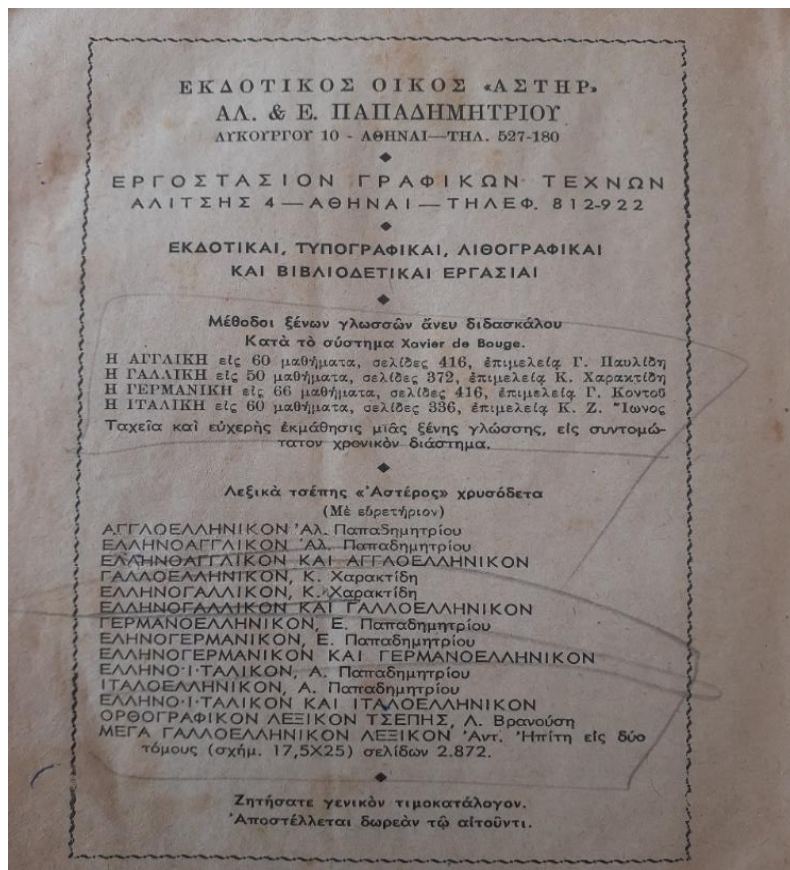 ΕΚΔΟΤΙΚΟΣ ΟΙΚΟΣ «ΑΣΤΗΡ»
ΑΛ. & Ε. ΠΑΠΑΔΗΜΗΤΡΙΟΥ
ΛΥΚΟΥΡΓΟΥ 10 - ΑΘΗΝΑΙ—ΤΗΛ. 527-180
ΕΡΓΟΣΤΑΣΙΟΝ ΓΡΑΦΙΚΩΝ ΤΕΧΝΩΝ
ΑΛΙΤΣΗΣ 4 — ΑΘΗΝΑΙ — ΤΗΛΕΦ. 812-922
ΕΚΔΟΤΙΚΑΙ, ΤΥΠΟΓΡΑΦΙΚΑΙ, ΛΙΘΟΓΡΑΦΙΚΑΙ
ΚΑΙ ΒΙΒΛΙΟΔΕΤΙΚΑΙ ΕΡΓΑΣΙΑΙ
Μέθοδοι ξένων γλωσσῶν ἄνευ διδασκάλου
Κατὰ τὸ σύστημα Xavier de Bouge.
Η ΑΓΓΛΙΚΗ εἰς 60 μαθήματα, σελίδες 416, ἐπιμελείᾳ Γ. Παυλίδη
Η ΓΑΛΛΙΚΗ εἰς 50 μαθήματα, σελίδες 372, ἐπιμελείᾳ Κ. Χαρακτίδη
Η ΓΕΡΜΑΝΙΚΗ εἰς 66 μαθήματα, σελίδες 416, ἐπιμελείᾳ Γ. Κοντοῦ
Η ΙΤΑΛΙΚΗ εἰς 60 μαθήματα, σελίδες 336, ἐπιμελείᾳ Κ. Ζ. Ἴωνος
Ταχεῖα καὶ εὐχερὴς ἐκμάθησις μιᾶς ξένης γλώσσης, εἰς συντομώ-
τατον χρονικὸν διάστημα.
Λεξικὰ τσέπης «Ἀστέρος» χρυσόδετα
(Μὲ εὑρετήριον)
ΑΓΓΛΟΕΛΛΗΝΙΚΟΝ Ἀλ. Παπαδημητρίου
ΕΛΛΗΝΟΑΓΓΛΙΚΟΝ Ἀλ. Παπαδημητρίου
ΕΛΛΗΝΟΑΓΓΛΙΚΟΝ ΚΑΙ ΑΓΓΛΟΕΛΛΗΝΙΚΟΝ
ΓΑΛΛΟΕΛΛΗΝΙΚΟΝ, Κ. Χαρακτίδη
ΕΛΛΗΝΟΓΑΛΛΙΚΟΝ, Κ. Χαρακτίδη
ΕΛΛΗΝΟΓΑΛΛΙΚΟΝ ΚΑΙ ΓΑΛΛΟΕΛΛΗΝΙΚΟΝ
ΓΕΡΜΑΝΟΕΛΛΗΝΙΚΟΝ, Ε. Παπαδημητρίου
ΕΛΗΝΟΓΕΡΜΑΝΙΚΟΝ, Ε. Παπαδημητρίου
ΕΛΛΗΝΟΓΕΡΜΑΝΙΚΟΝ ΚΑΙ ΓΕΡΜΑΝΟΕΛΛΗΝΙΚΟΝ
ΕΛΛΗΝΟ·Ι·ΤΑΛΙΚΟΝ, Α. Παπαδημητρίου
ΙΤΑΛΟΕΛΛΗΝΙΚΟΝ, Α. Παπαδημητρίου
ΕΛΛΗΝΟ·Ι·ΤΑΛΙΚΟΝ ΚΑΙ ΙΤΑΛΟΕΛΛΗΝΙΚΟΝ
ΟΡΘΟΓΡΑΦΙΚΟΝ ΛΕΞΙΚΟΝ ΤΣΕΠΗΣ, Λ. Βρανούση
ΜΕΓΑ ΓΑΛΛΟΕΛΛΗΝΙΚΟΝ ΛΕΞΙΚΟΝ Ἀντ. Ἠπίτη εἰς δύο
τόμους (σχήμ. 17,5Χ25) σελίδων 2.872.
Ζητήσατε γενικὸν τιμοκατάλογον.
Ἀποστέλλεται δωρεὰν τῷ αἰτοῦντι.